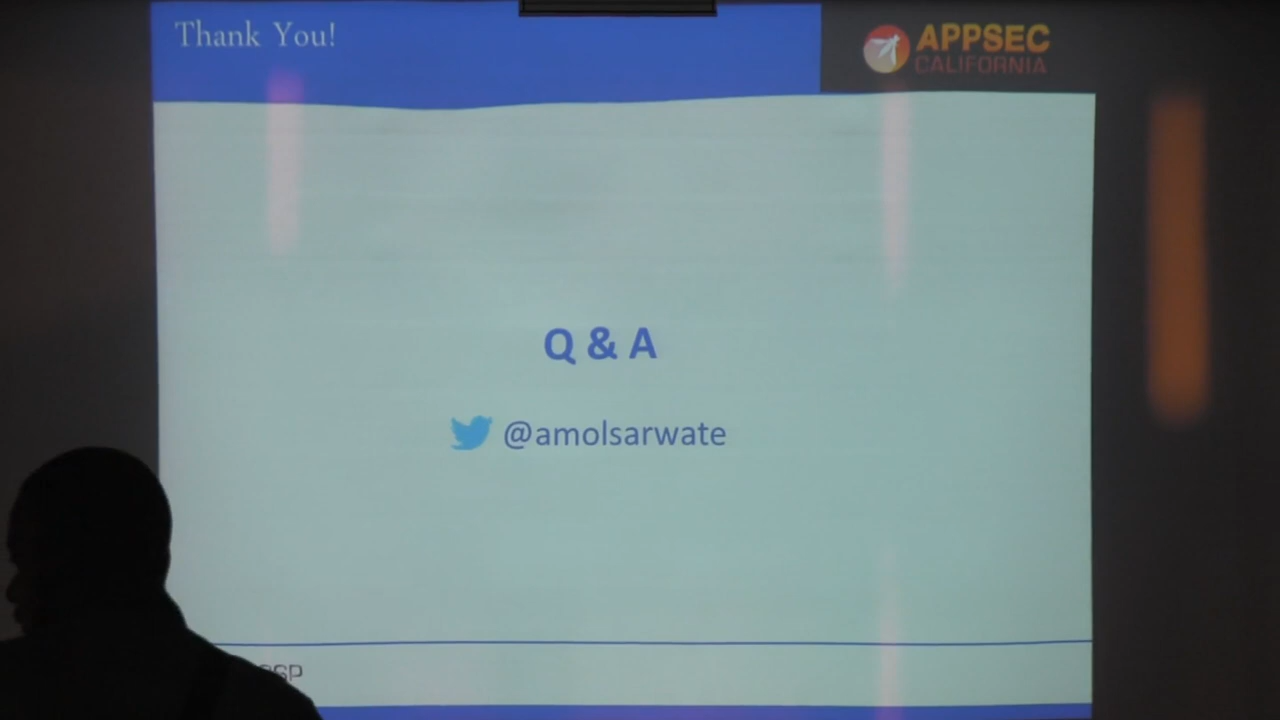 Thank You!
APPSEC
CALIFORNIA
Q & A
@amolsarwate